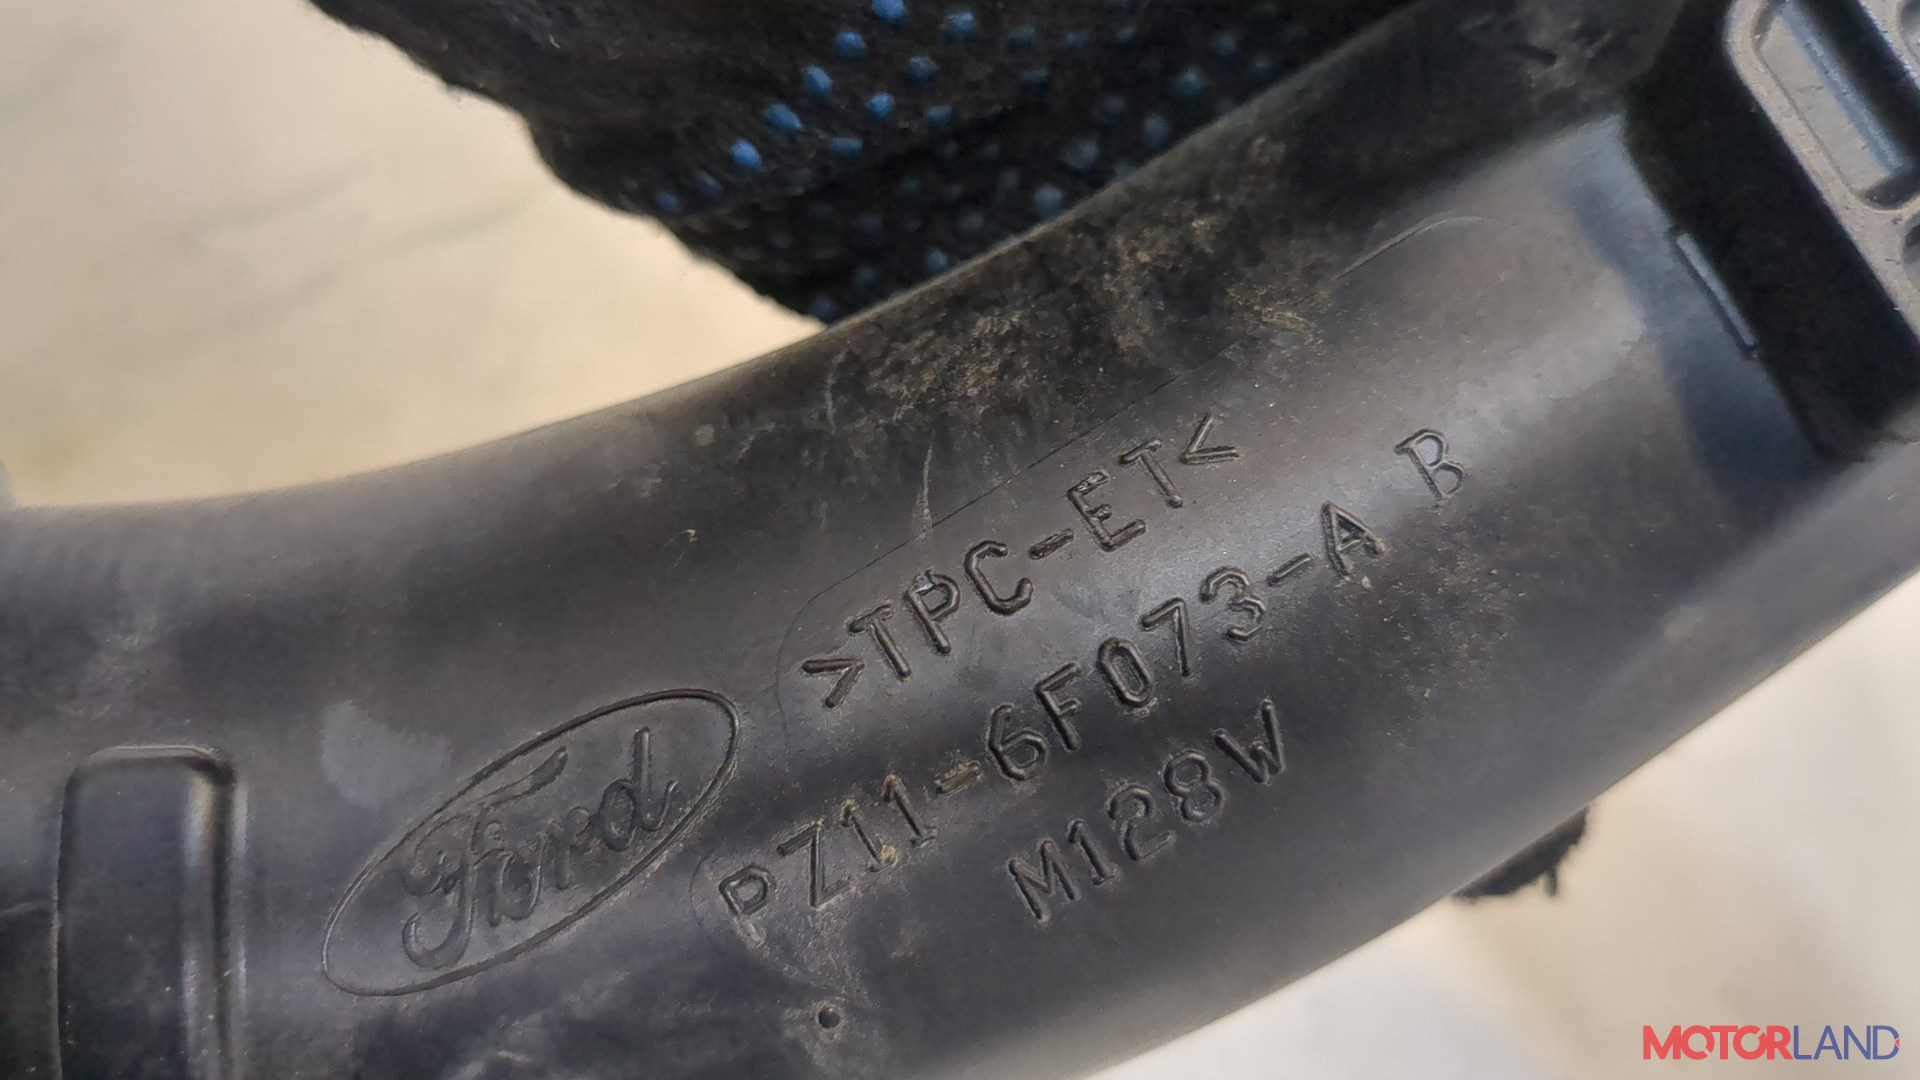 >TPC-ET<
PZ11-6F073-A B
M128W
Ford
MOTORLAND